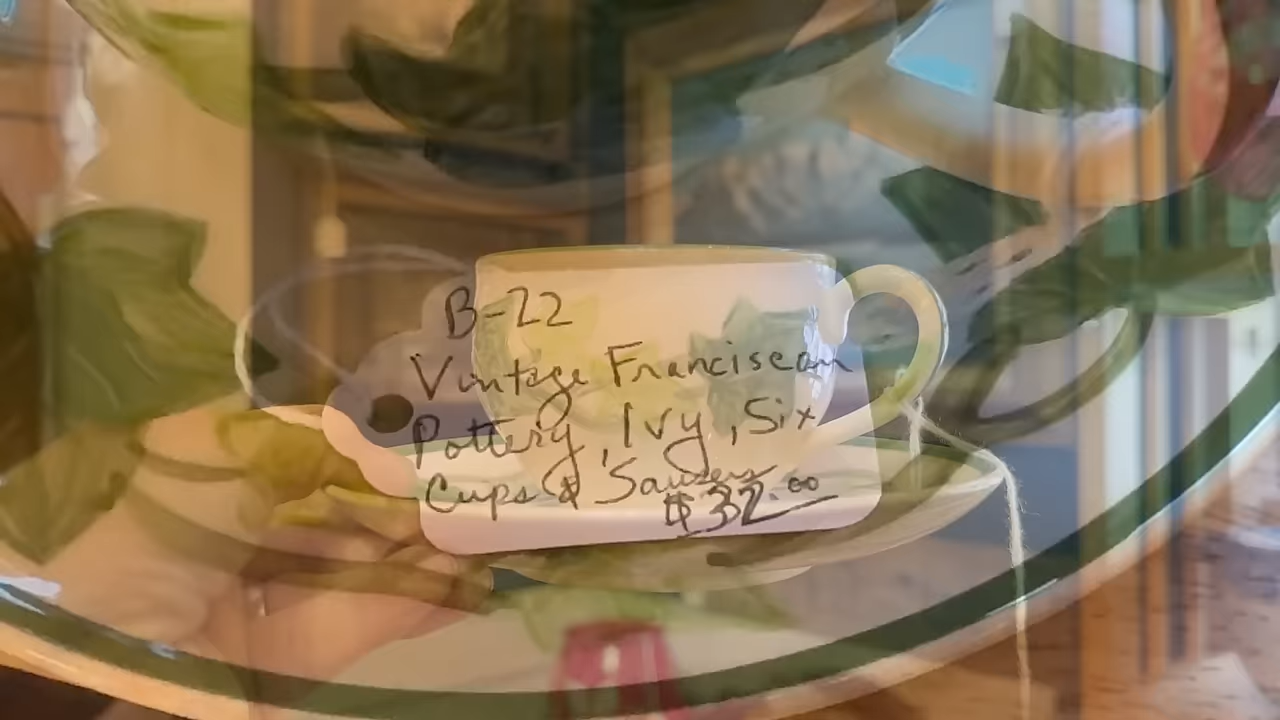 B-22
Vintage Franciscan
Pottery, Ivy, Six
Cups & Saucers
$32.00